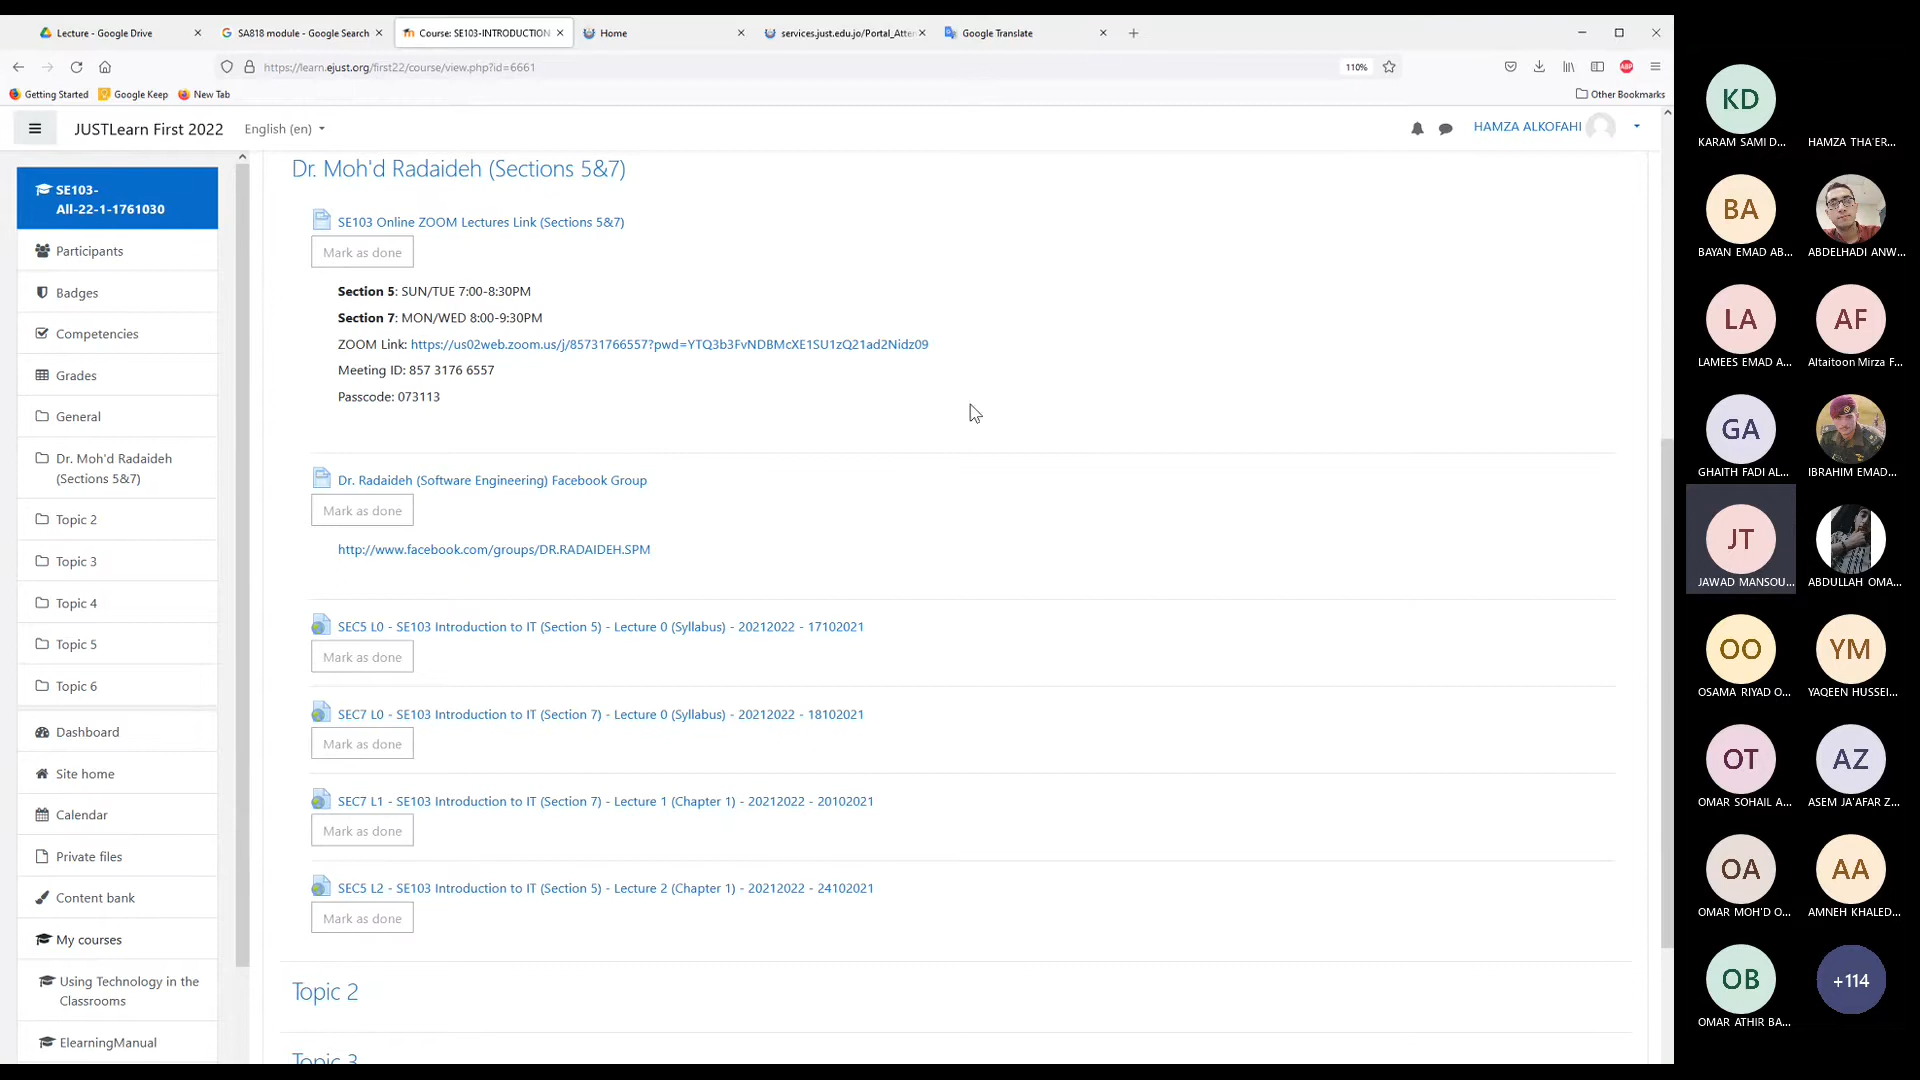 Lecture - Google Drive
SA818 module - Google Search
Course: SE103-INTRODUCTION
Home
services.just.edu.jo/Portal_Atte
Google Translate
https://learn.ejust.org/first22/course/view.php?id=6661
110%
ABP
Getting Started
Google Keep
New Tab
Other Bookmarks
JUSTLearn First 2022
English (en)
HAMZA ALKOFAHI
SE103-
All-22-1-1761030
Participants
Badges
Competencies
Grades
General
Dr. Moh'd Radaideh
(Sections 5&7)
Topic 2
Topic 3
Topic 4
Topic 5
Topic 6
Dashboard
Site home
Calendar
Private files
Content bank
My courses
Using Technology in the
Classrooms
ElearningManual
Dr. Moh'd Radaideh (Sections 5&7)
SE103 Online ZOOM Lectures Link (Sections 5&7)
Mark as done
Section 5: SUN/TUE 7:00-8:30PM
Section 7: MON/WED 8:00-9:30PM
ZOOM Link: https://us02web.zoom.us/j/85731766557?pwd=YTQ3b3FvNDBMcXE1SU1zQ21ad2Nidz09
Meeting ID: 857 3176 6557
Passcode: 073113
Dr. Radaideh (Software Engineering) Facebook Group
Mark as done
http://www.facebook.com/groups/DR.RADAIDEH.SPM
SEC5 L0 - SE103 Introduction to IT (Section 5) - Lecture 0 (Syllabus) - 20212022 - 17102021
Mark as done
SEC7 L0 - SE103 Introduction to IT (Section 7) - Lecture 0 (Syllabus) - 20212022 - 18102021
Mark as done
SEC7 L1 - SE103 Introduction to IT (Section 7) - Lecture 1 (Chapter 1) - 20212022 - 20102021
Mark as done
SEC5 L2 - SE103 Introduction to IT (Section 5) - Lecture 2 (Chapter 1) - 20212022 - 24102021
Mark as done
Topic 2
Topic 3
KD
KARAM SAMI D...
HAMZA THA'ER...
BA
BAYAN EMAD AB...
ABDELHADI ANW...
LA
LAMEES EMAD A...
AF
Altaitoon Mirza F...
GA
GHAITH FADI AL...
IBRAHIM EMAD...
JT
JAWAD MANSOU...
ABDULLAH OMA...
OO
OSAMA RIYAD O...
YM
YAQEEN HUSSEI...
OT
OMAR SOHAIL A...
AZ
ASEM JA'AFAR Z...
OA
OMAR MOH'D O...
AA
AMNEH KHALED...
OB
OMAR ATHIR BA...
+114